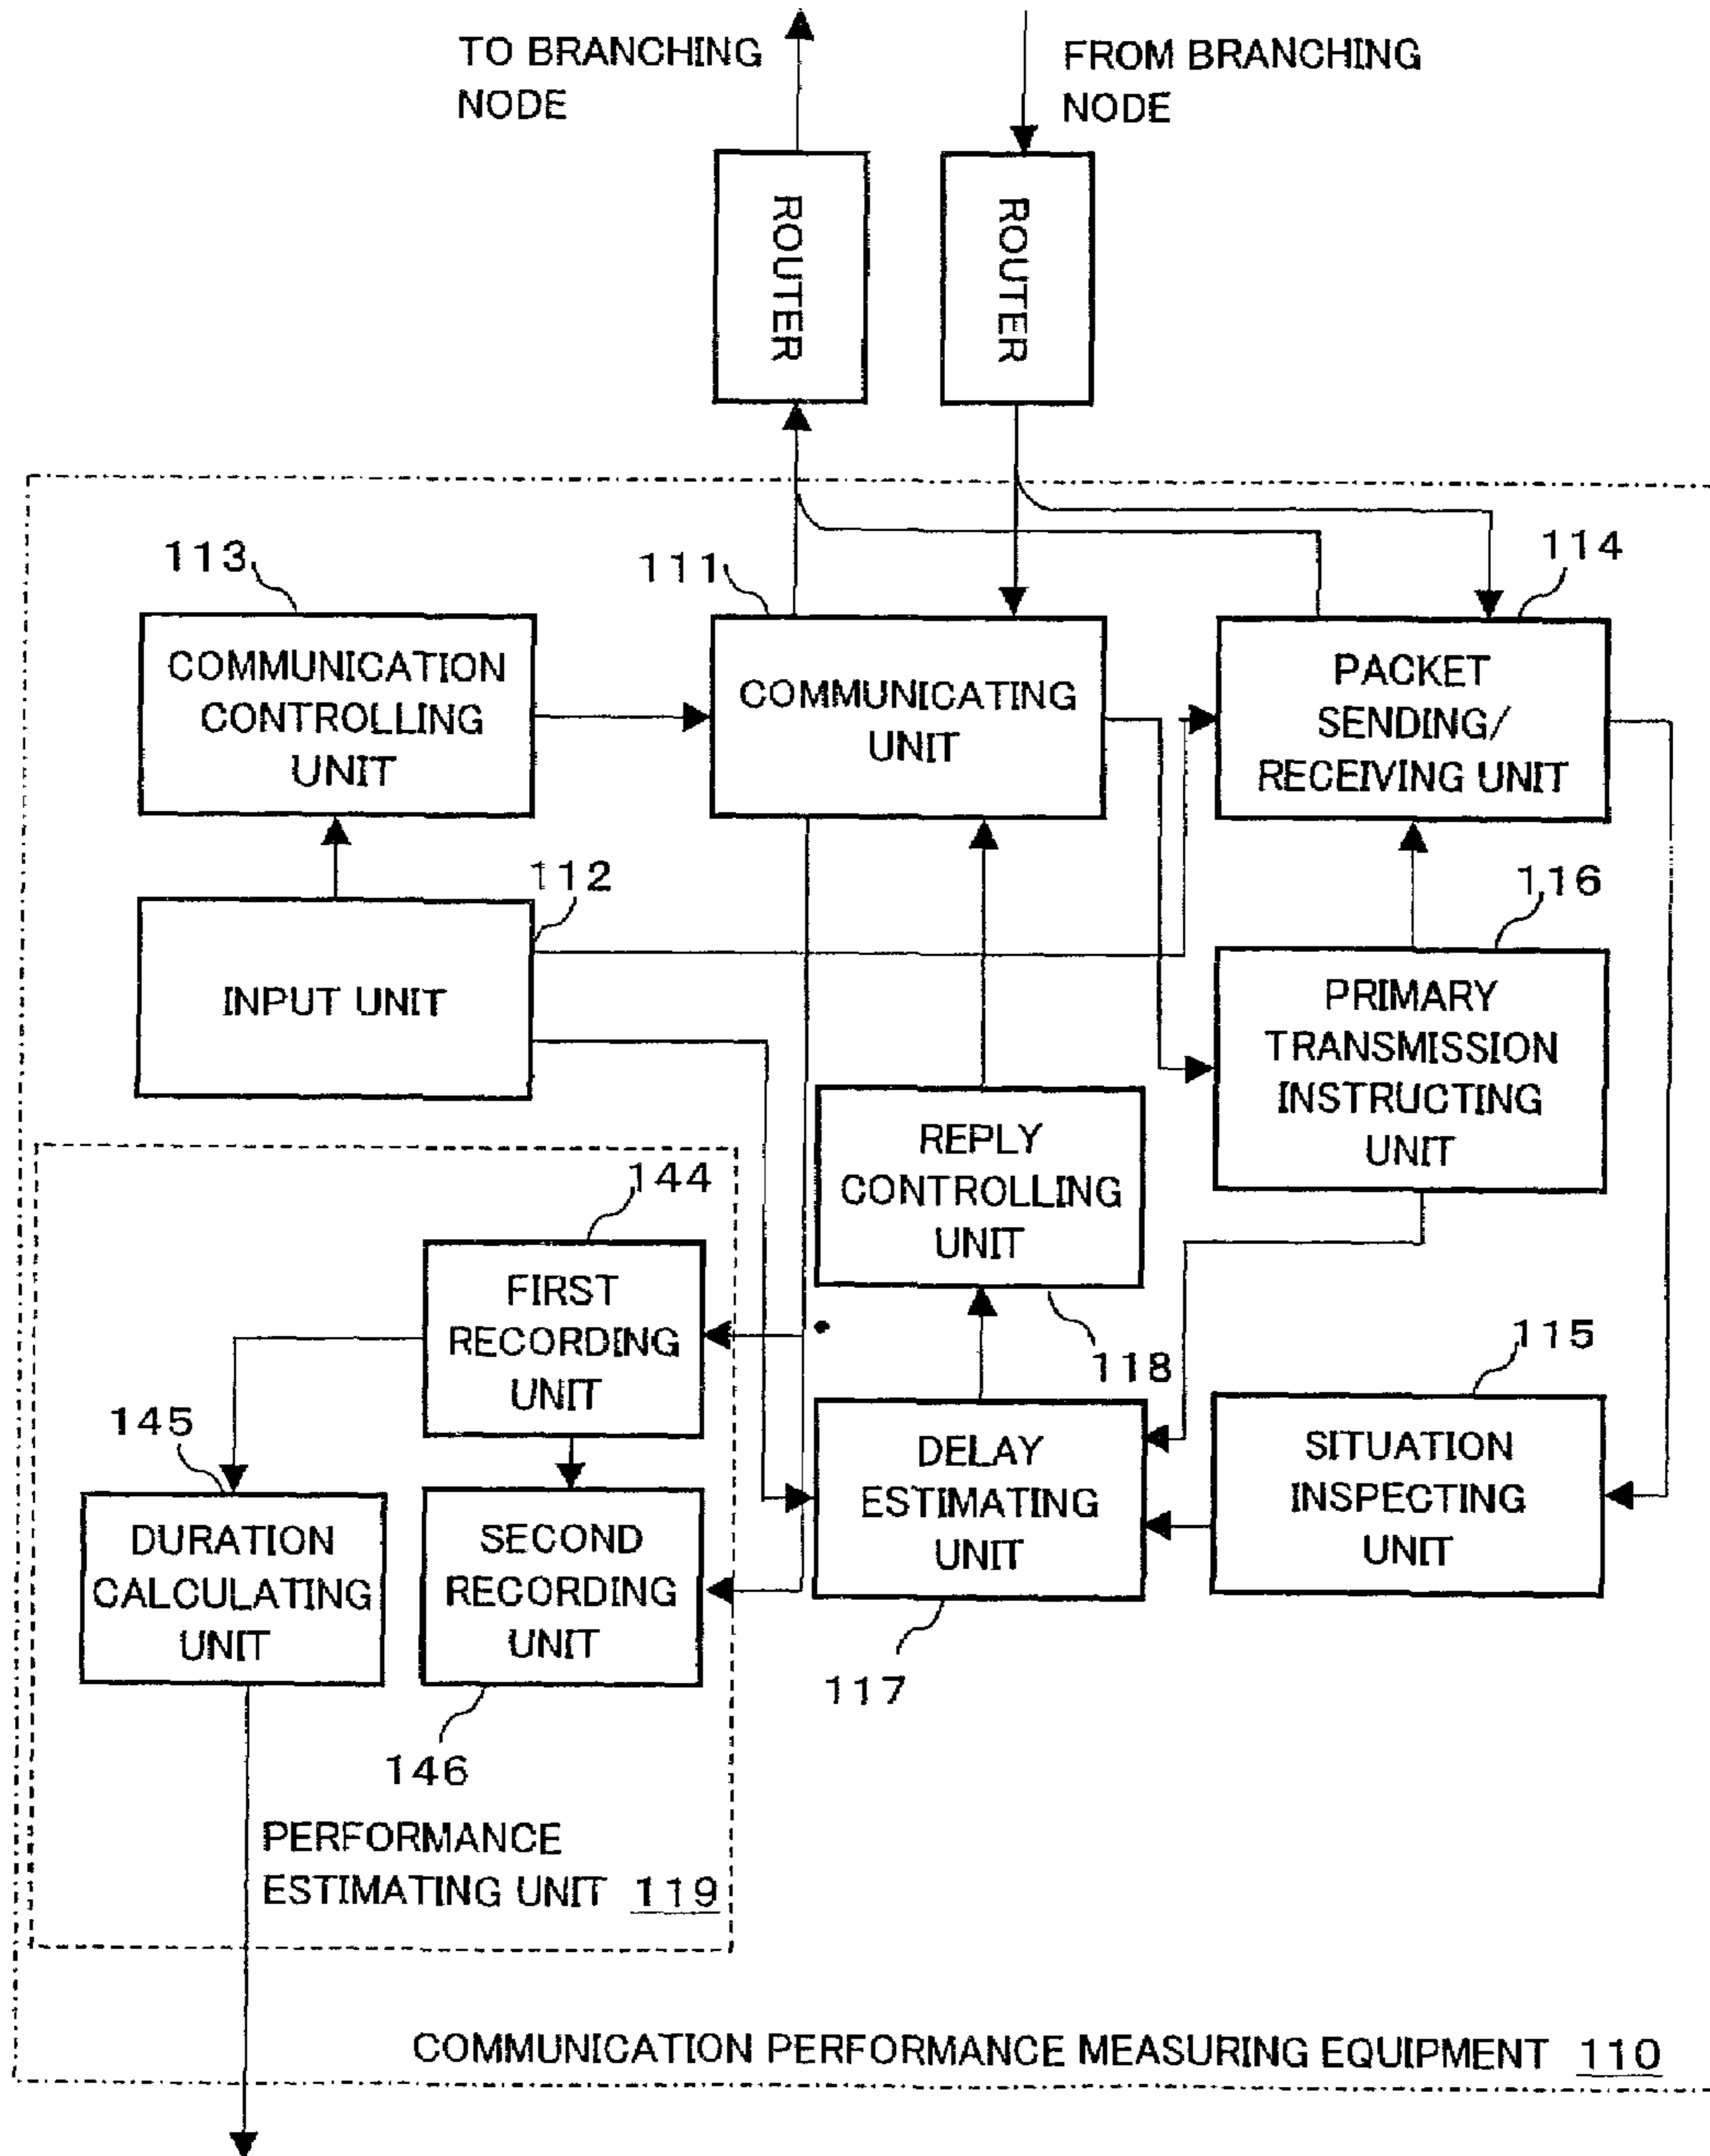 TO BRANCHING
NODE
FROM BRANCHING
NODE
ROUTER
ROUTER
113
111
114
COMMUNICATION
CONTROLLING
UNIT
COMMUNICATING
UNIT
PACKET
SENDING/
RECEIVING UNIT
112
116
INPUT UNIT
PRIMARY
TRANSMISSION
INSTRUCTING
UNIT
REPLY
CONTROLLING
UNIT
144
118
115
FIRST
RECORDING
UNIT
145
DELAY
ESTIMATING
UNIT
SITUATION
INSPECTING
UNIT
DURATION
CALCULATING
UNIT
SECOND
RECORDING
UNIT
117
146
PERFORMANCE
ESTIMATING UNIT 119
COMMUNICATION PERFORMANCE MEASURING EQUIPMENT 110